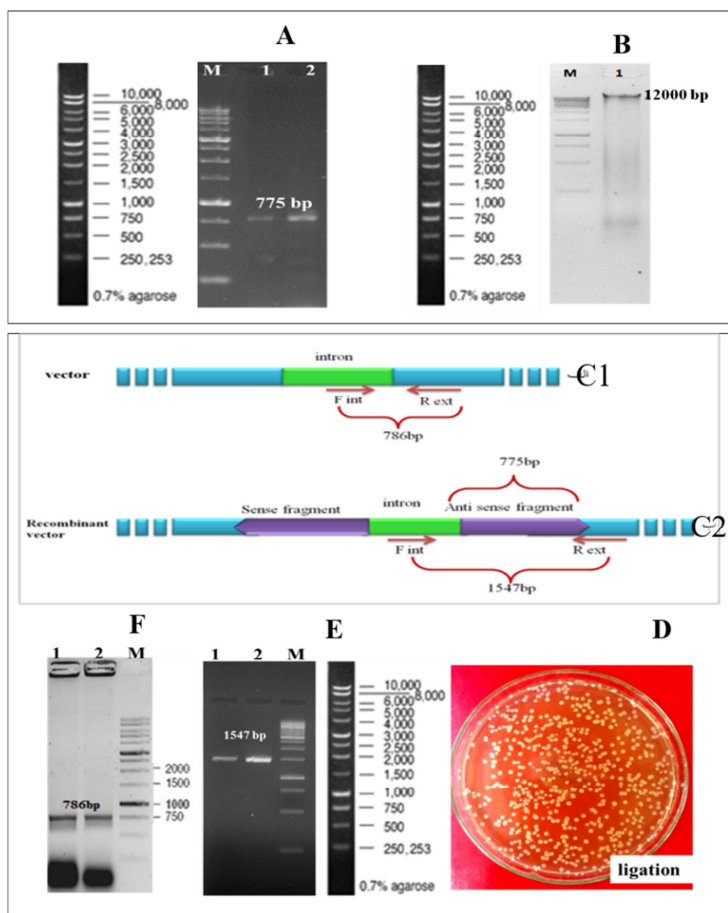 A
B
M 1 2
M 1
10,000
8,000
6,000
5,000
4,000
3,000
2,500
2,000
1,500
1,000
750
500
250,253
0.7% agarose
775 bp
10,000
8,000
6,000
5,000
4,000
3,000
2,500
2,000
1,500
1,000
750
500
250,253
0.7% agarose
12000 bp
intron
vector
C1
F int
R ext
786bp
775bp
Sense fragment
intron
Anti sense fragment
Recombinant
vector
C2
F int
R ext
1547bp
F
E
D
1 2 M
1 2 M
786bp
2000
1500
1000
750
1547 bp
10,000
8,000
6,000
5,000
4,000
3,000
2,500
2,000
1,500
1,000
750
500
250,253
0.7% agarose
ligation